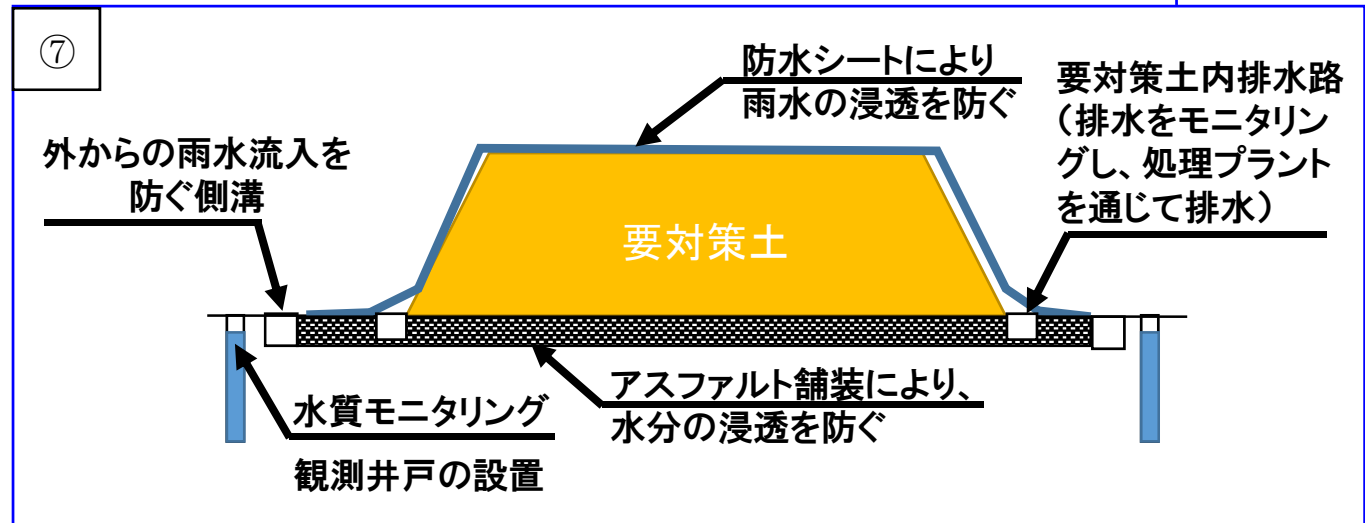 ⑦
防水シートにより
雨水の浸透を防ぐ
要対策土内排水路
（排水をモニタリン
グし、処理プラント
を通じて排水）
外からの雨水流入を
防ぐ側溝
要対策土
アスファルト舗装により、
水分の浸透を防ぐ
水質モニタリング
観測井戸の設置